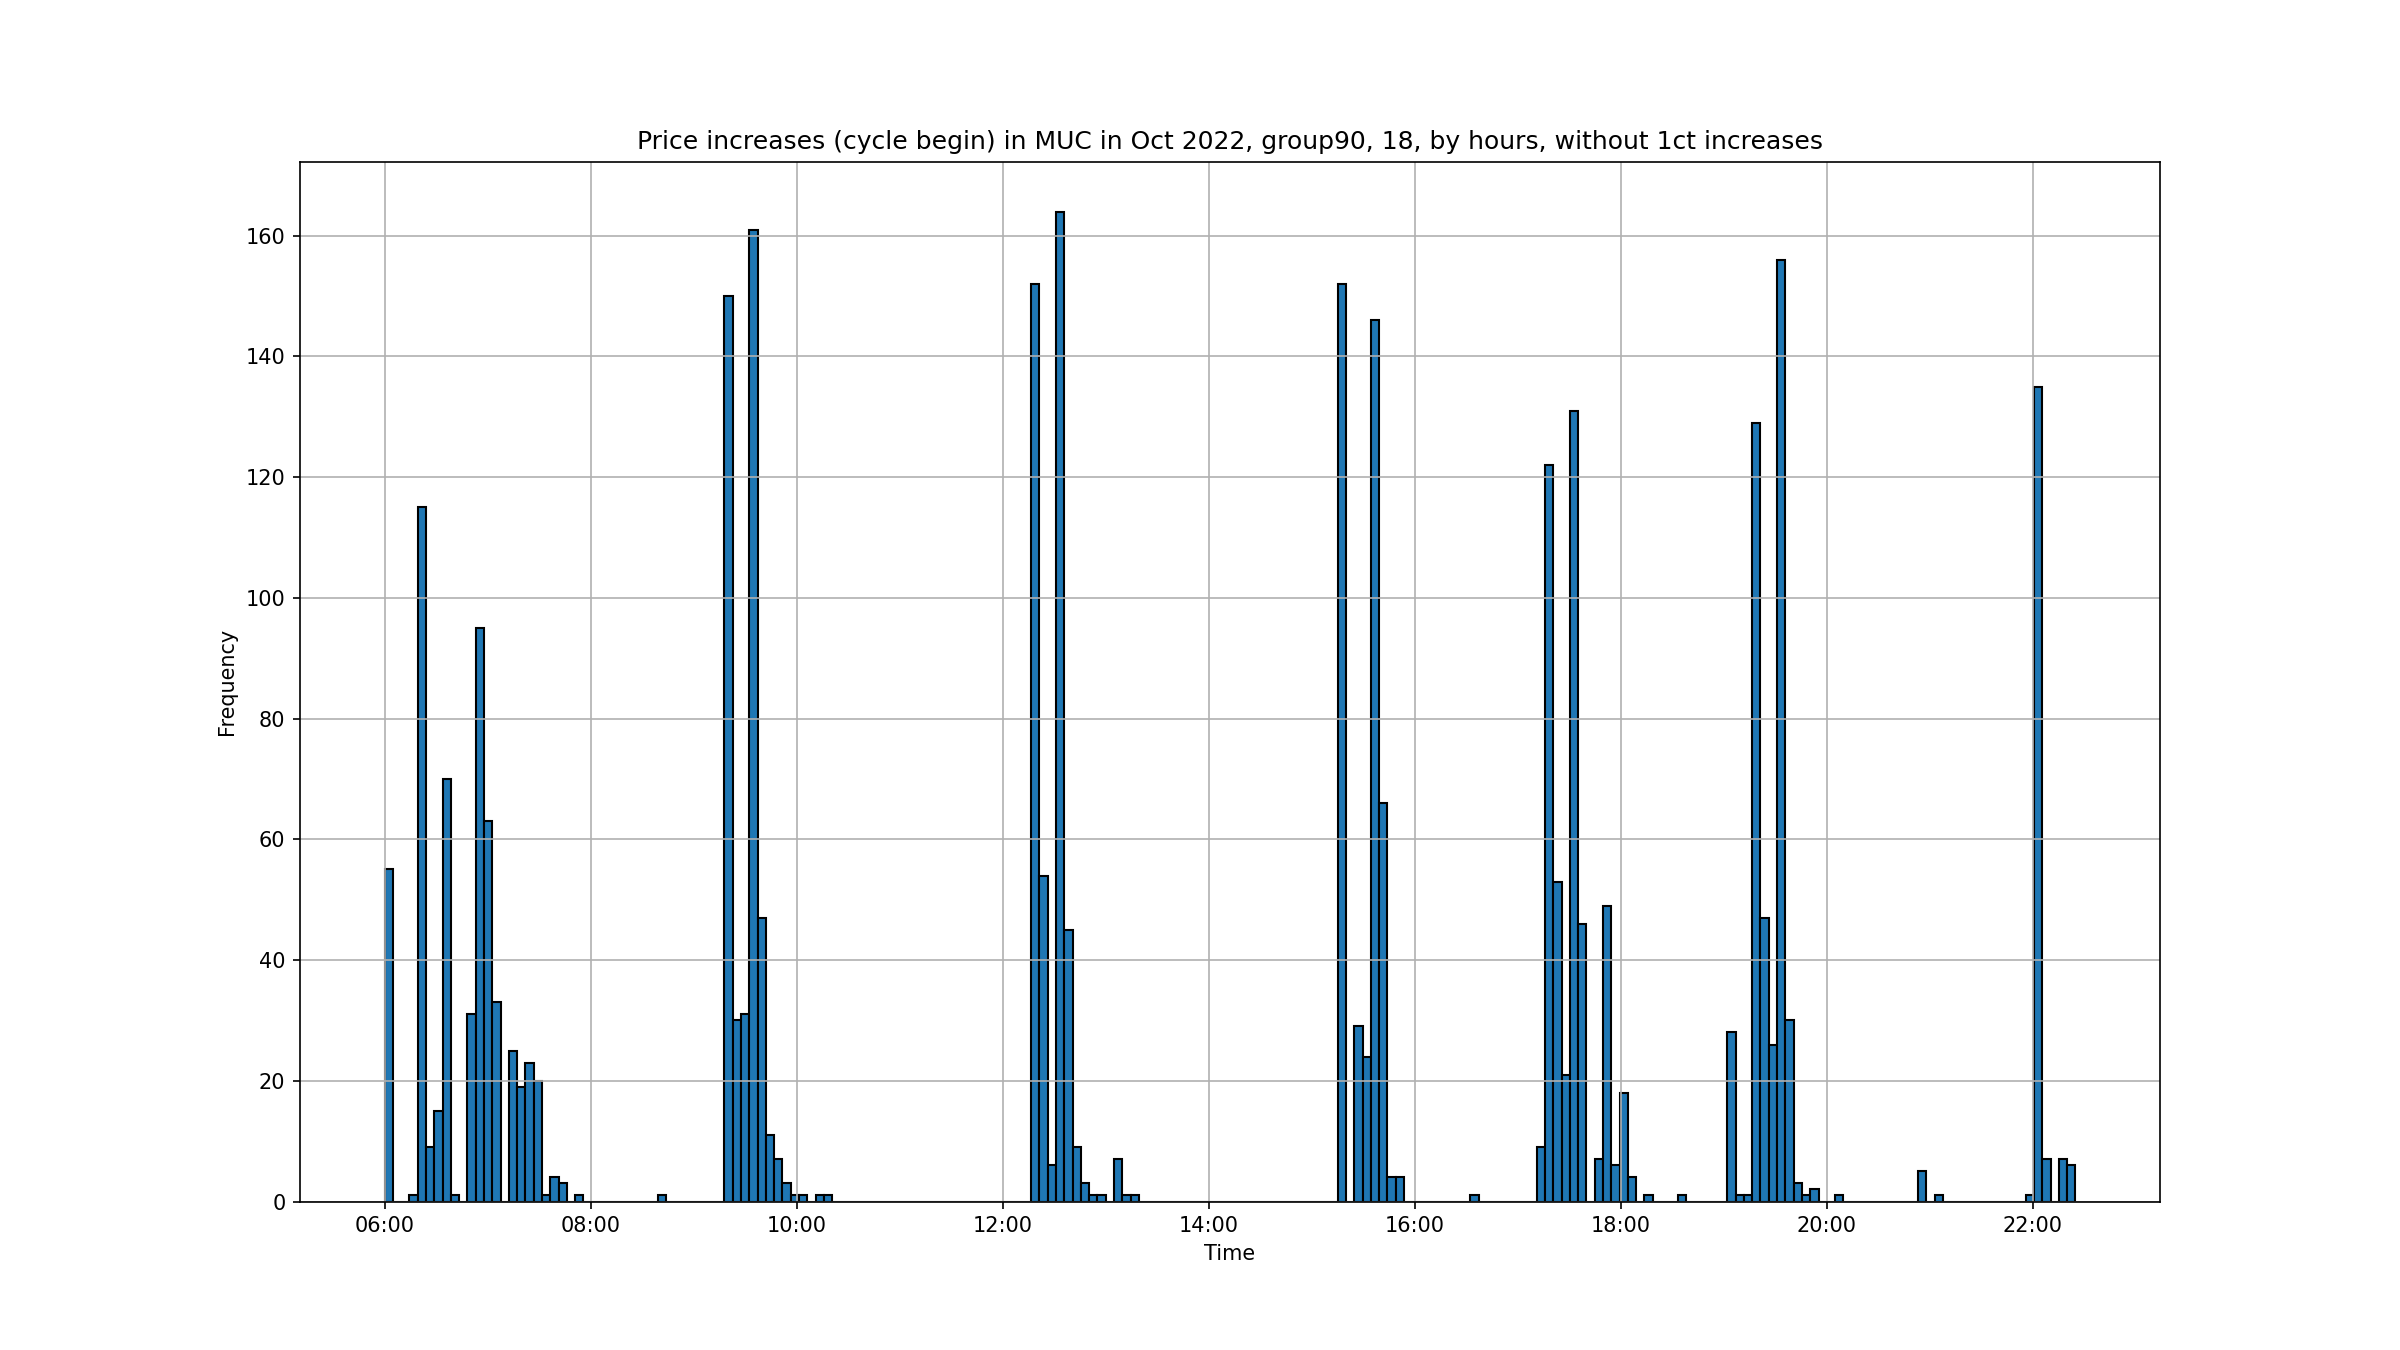 Price increases (cycle begin) in MUC in Oct 2022, group90, 18, by hours, without 1ct increases
160
140
120
100
80
60
40
20
0
Frequency
06:00 08:00 10:00 12:00 14:00 16:00 18:00 20:00 22:00
Time